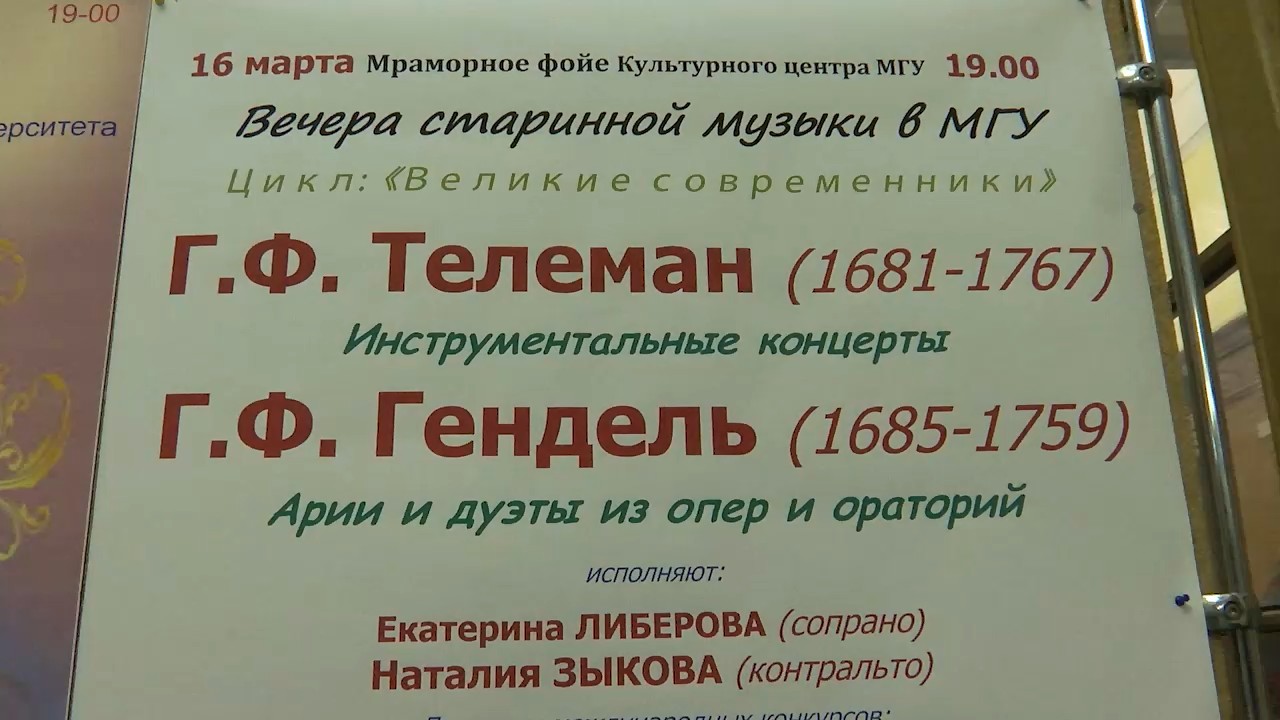 19-00
16 марта Мраморное фойе Культурного центра МГУ 19.00
ерситета
Вечера старинной музыки в МГУ
Цикл: «Великие современники»
Г.Ф. Телеман (1681-1767)
Инструментальные концерты
Г.Ф. Гендель (1685-1759)
Арии и дуэты из опер и ораторий
исполняют:
Екатерина ЛИБЕРОВА (сопрано)
Наталия ЗЫКОВА (контральто)
международных конкурсов: